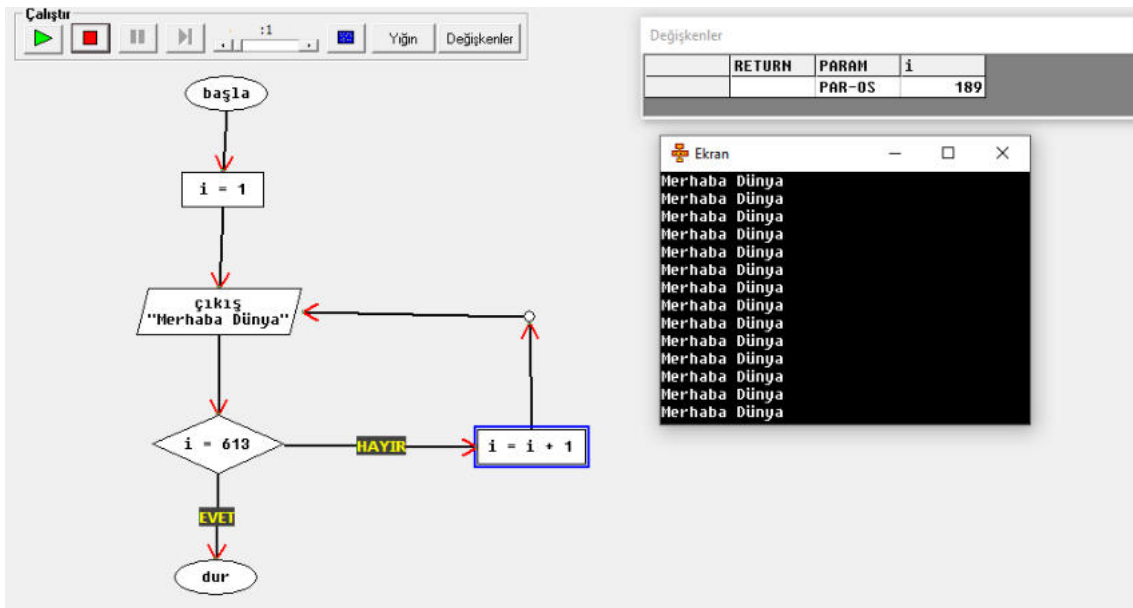 Çalıştır
:1
Yığın
Değişkenler
başla
i = 1
çıkış
"Merhaba Dünya"
i = 613
HAYIR
i = i + 1
EVET
dur
Değişkenler
RETURN PARAM i
PAR-OS 189
Ekran
Merhaba Dünya
Merhaba Dünya
Merhaba Dünya
Merhaba Dünya
Merhaba Dünya
Merhaba Dünya
Merhaba Dünya
Merhaba Dünya
Merhaba Dünya
Merhaba Dünya
Merhaba Dünya
Merhaba Dünya
Merhaba Dünya
Merhaba Dünya